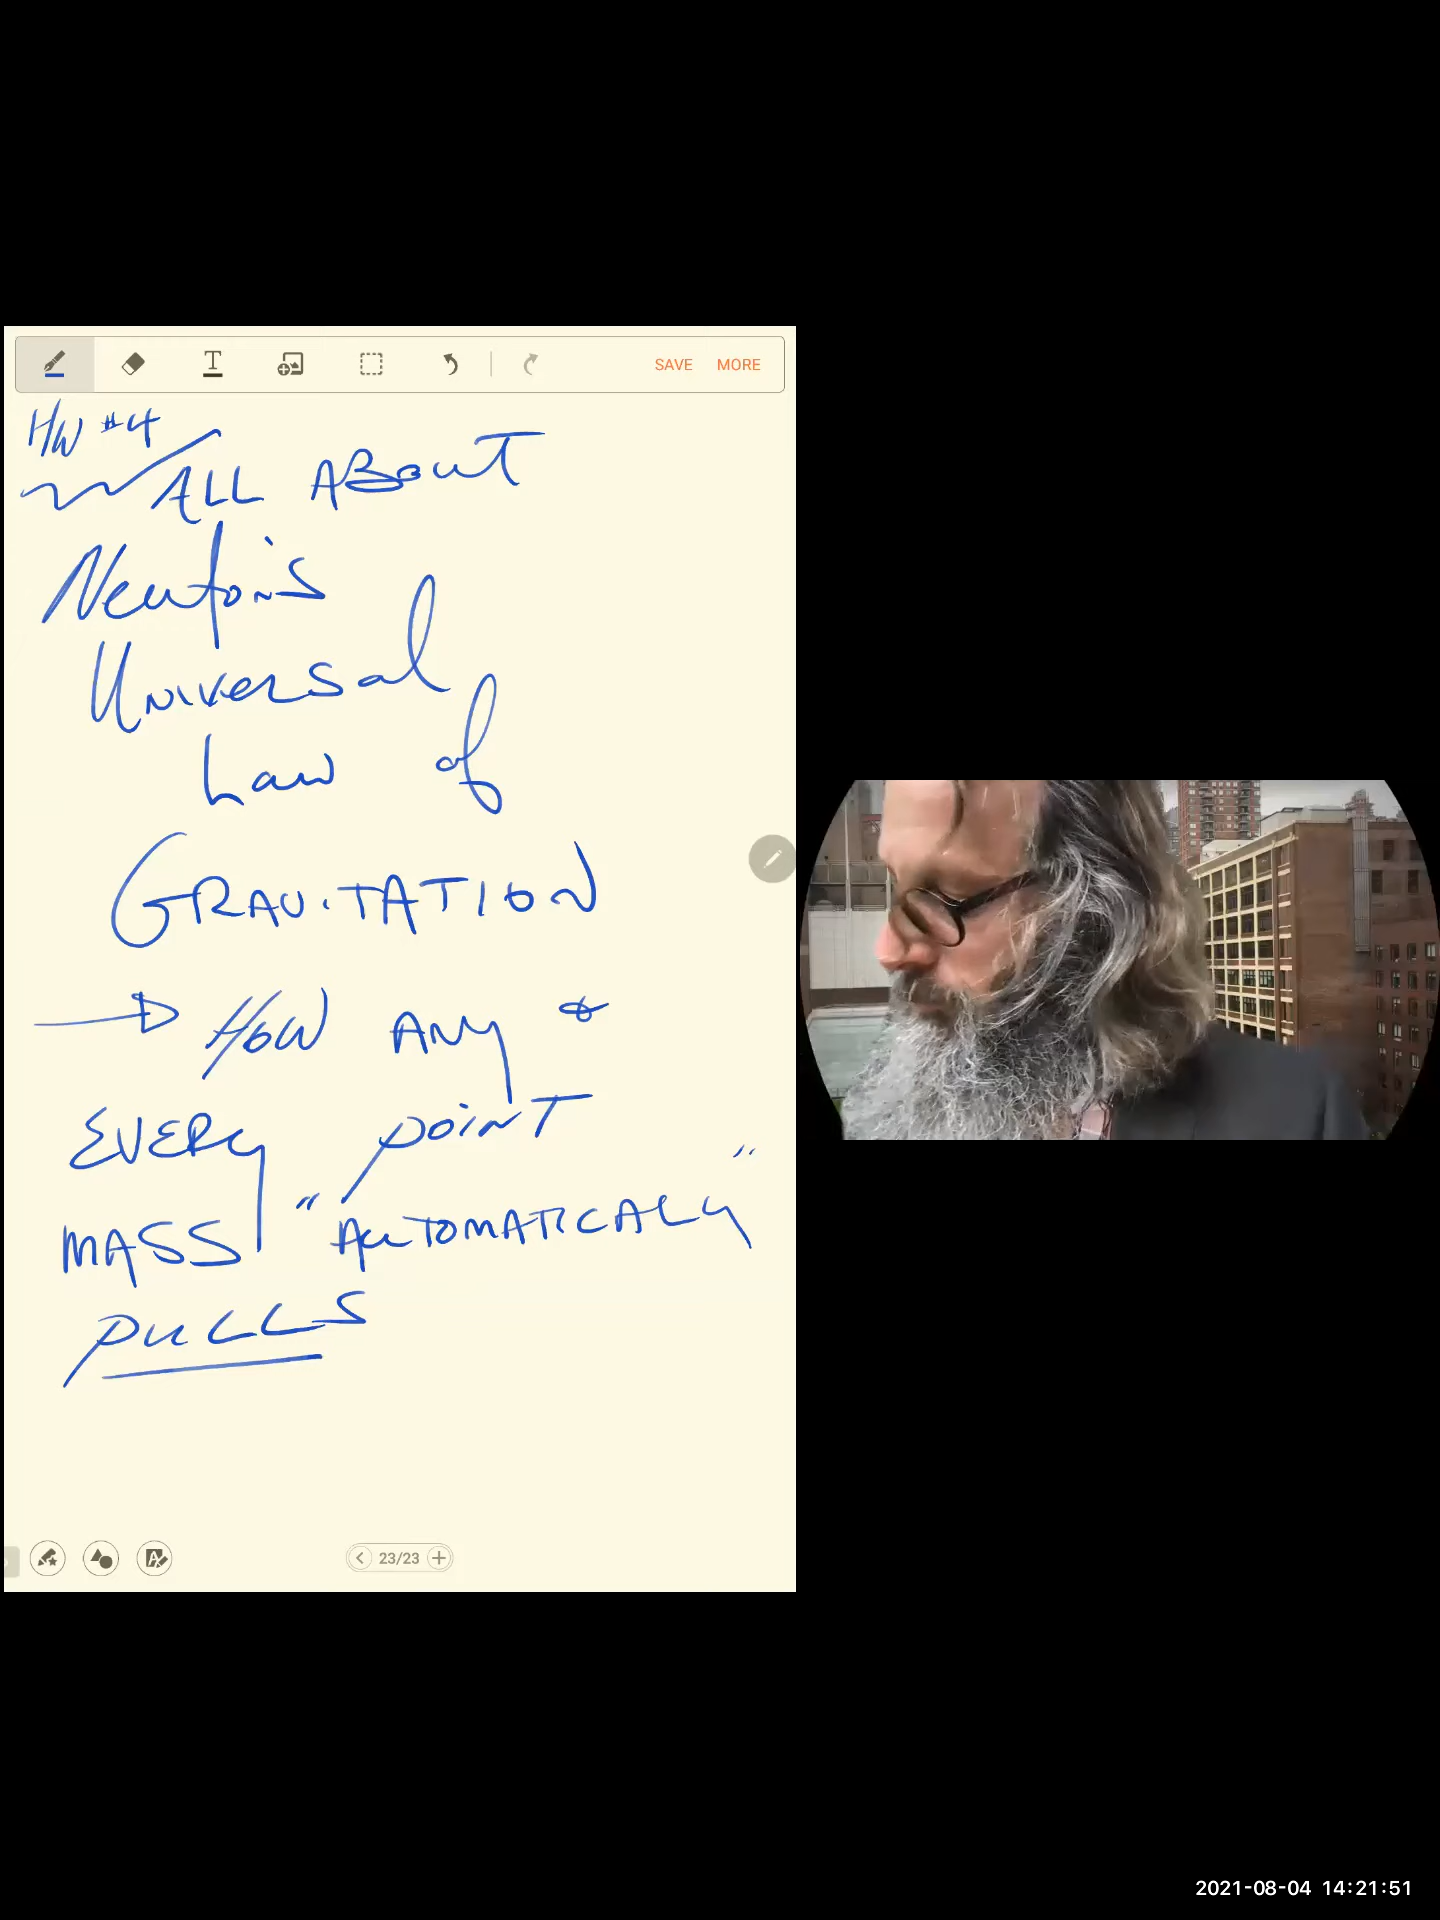 T SAVE MORE
HW #4
ALL ABOUT
Newton's
Universal
Law of
GRAVITATION
→ HOW ANY &
EVERY POINT
MASS "AUTOMATICALY"
PULLS
A 23/23
2021-08-04 14:21:51